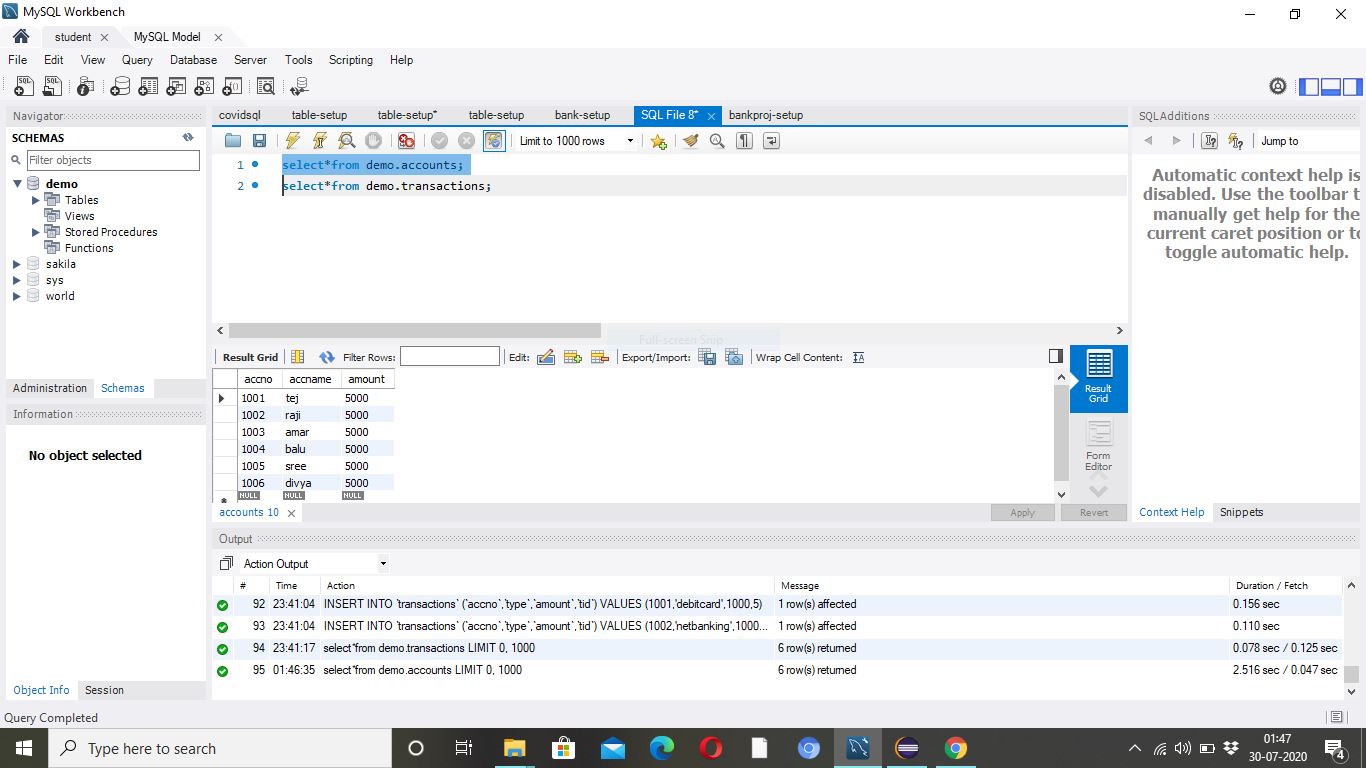 MySQL Workbench
student
MySQL Model
File Edit View Query Database Server Tools Scripting Help
Navigator
SCHEMAS
Filter objects
demo
Tables
Views
Stored Procedures
Functions
sakila
sys
world
Administration Schemas
Information
No object selected
Object Info Session
covidsql table-setup table-setup* table-setup bank-setup SQL File 8* bankproj-setup
Limit to 1000 rows
1 select*from demo.accounts;
2 select*from demo.transactions;
Full-screen Snip
Result Grid Filter Rows: Edit: Export/Import: Wrap Cell Content:
accno accname amount
1001 tej 5000
1002 raji 5000
1003 amar 5000
1004 balu 5000
1005 sree 5000
1006 divya 5000
NULL NULL NULL
Result
Grid
Form
Editor
accounts 10
Apply Revert
SQLAdditions
Jump to
Automatic context help is
disabled. Use the toolbar t
manually get help for the
current caret position or to
toggle automatic help.
Context Help Snippets
Output
Action Output
# Time Action Message Duration / Fetch
92 23:41:04 INSERT INTO `transactions` (`accno`,`type`,`amount`,`tid`) VALUES (1001,'debitcard',1000,5) 1 row(s) affected 0.156 sec
93 23:41:04 INSERT INTO `transactions` (`accno`,`type`,`amount`,`tid`) VALUES (1002,'netbanking',1000... 1 row(s) affected 0.110 sec
94 23:41:17 select*from demo.transactions LIMIT 0, 1000 6 row(s) returned 0.078 sec / 0.125 sec
95 01:46:35 select*from demo.accounts LIMIT 0, 1000 6 row(s) returned 2.516 sec / 0.047 sec
Query Completed
Type here to search
01:47
30-07-2020
4